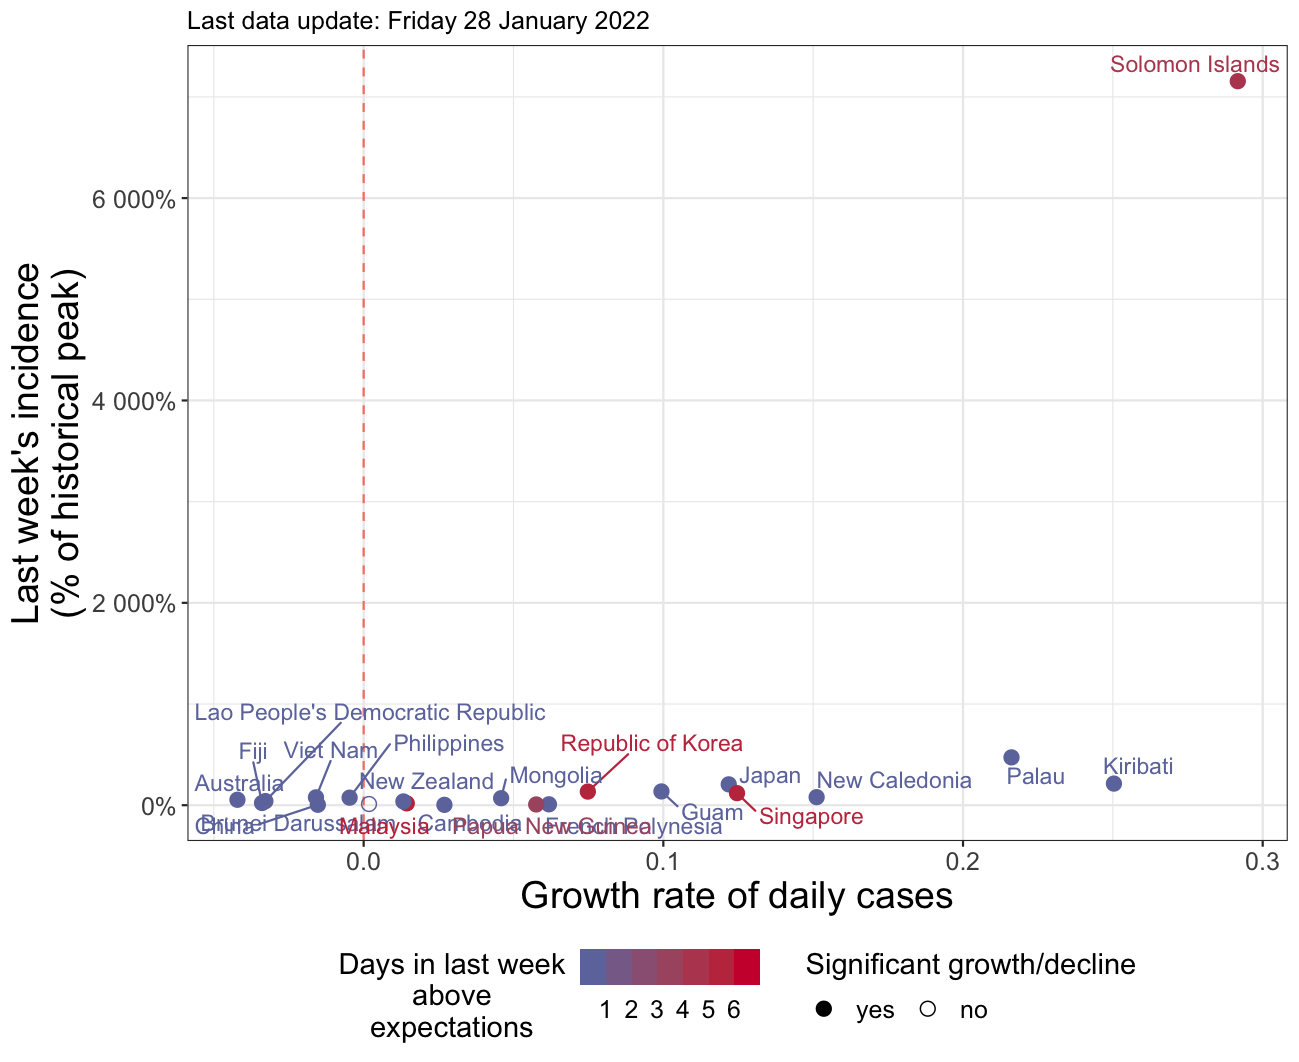 Last data update: Friday 28 January 2022
Solomon Islands
6 000%
4 000%
2 000%
0%
Last week's incidence
(% of historical peak)
Lao People's Democratic Republic
Fiji
Viet Nam
Philippines
Republic of Korea
Australia
New Zealand
Mongolia
Japan
New Caledonia
Palau
Kiribati
China
Brunei Darussalam
Malaysia
Cambodia
Papua New Guinea
French Polynesia
Guam
Singapore
0.0
0.1
0.2
0.3
Growth rate of daily cases
Days in last week
above
expectations
1 2 3 4 5 6
Significant growth/decline
yes
no